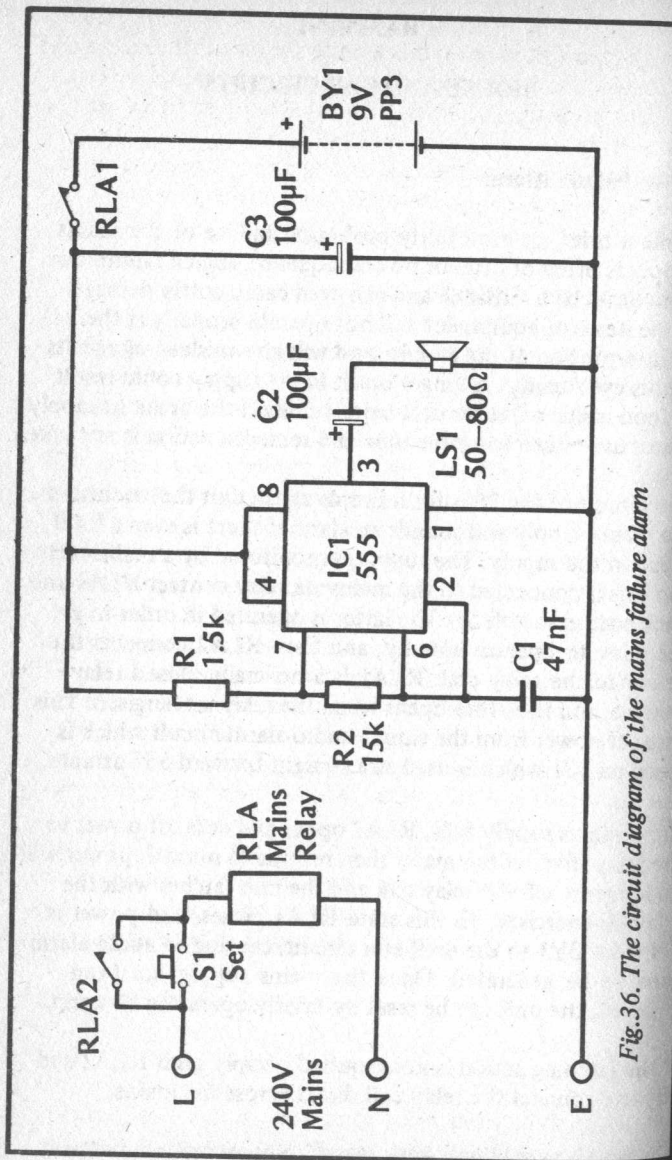 RLA2
L
S1
Set
240V
Mains
RLA
Mains
Relay
N
E
R1
1.5k
R2
15k
C1
47nF
4
8
7
6
2
3
IC1
555
C2
100µF
+
LS1
50—80Ω
C3
100µF
+
RLA1
+
BY1
9V
PP3
Fig.36. The circuit diagram of the mains failure alarm